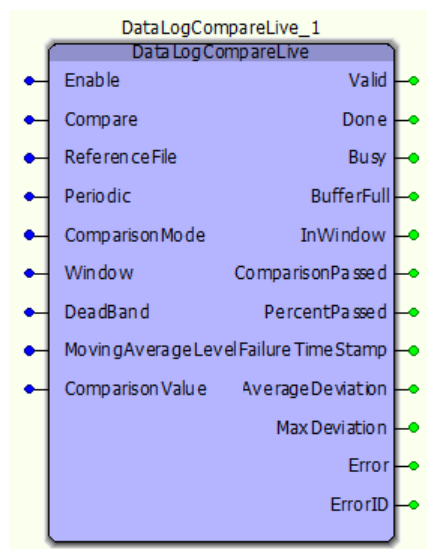 DataLogCompareLive_1
DataLogCompareLive
Enable Valid
Compare Done
ReferenceFile Busy
Periodic BufferFull
ComparisonMode InWindow
Window ComparisonPassed
DeadBand PercentPassed
MovingAverageLevel FailureTimeStamp
ComparisonValue AverageDeviation
MaxDeviation
Error
ErrorID